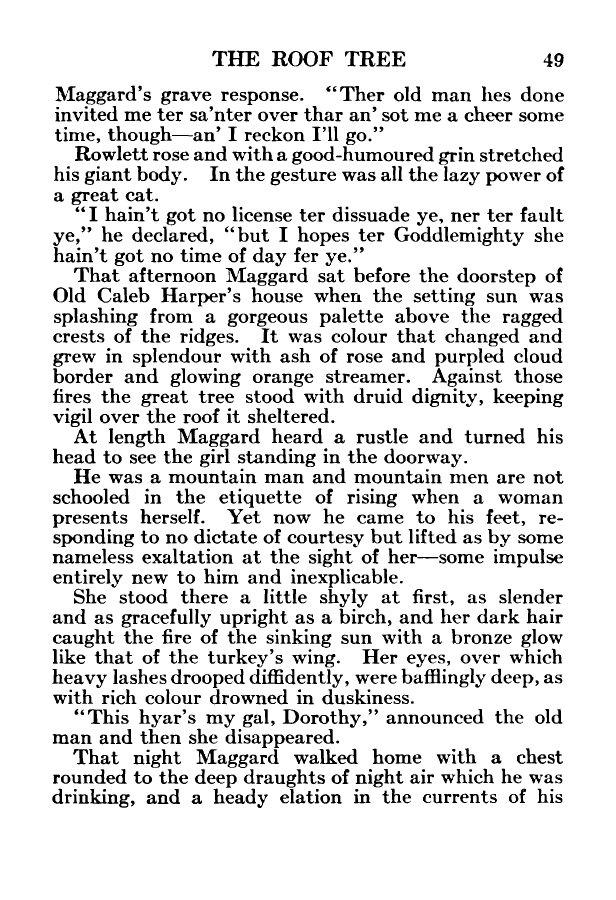 THE ROOF TREE 49
Maggard's grave response. "Ther old man hes done
invited me ter sa'nter over thar an' sot me a cheer some
time, though—an' I reckon I'll go."
Rowlett rose and with a good-humoured grin stretched
his giant body. In the gesture was all the lazy power of
a great cat.
"I hain't got no license ter dissuade ye, ner ter fault
ye," he declared, "but I hopes ter Goddlemighty she
hain't got no time of day fer ye."
That afternoon Maggard sat before the doorstep of
Old Caleb Harper's house when the setting sun was
splashing from a gorgeous palette above the ragged
crests of the ridges. It was colour that changed and
grew in splendour with ash of rose and purpled cloud
border and glowing orange streamer. Against those
fires the great tree stood with druid dignity, keeping
vigil over the roof it sheltered.
At length Maggard heard a rustle and turned his
head to see the girl standing in the doorway.
He was a mountain man and mountain men are not
schooled in the etiquette of rising when a woman
presents herself. Yet now he came to his feet, re-
sponding to no dictate of courtesy but lifted as by some
nameless exaltation at the sight of her—some impulse
entirely new to him and inexplicable.
She stood there a little shyly at first, as slender
and as gracefully upright as a birch, and her dark hair
caught the fire of the sinking sun with a bronze glow
like that of the turkey's wing. Her eyes, over which
heavy lashes drooped diffidently, were bafflingly deep, as
with rich colour drowned in duskiness.
"This hyar's my gal, Dorothy," announced the old
man and then she disappeared.
That night Maggard walked home with a chest
rounded to the deep draughts of night air which he was
drinking, and a heady elation in the currents of his